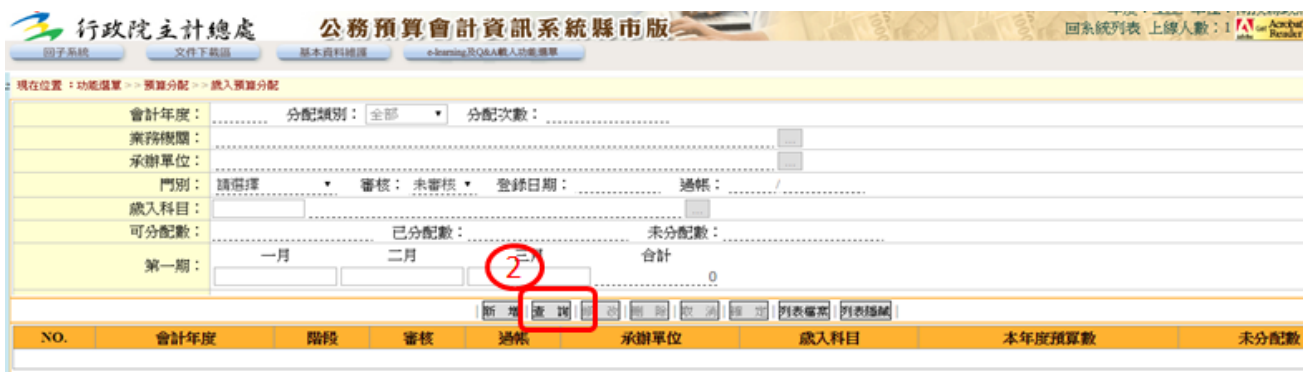 行政院主計總處 公務預算會計資訊系統縣市版
回系統列表 上線人數：1 Acrobat Reader
回子系統 文件下載區 基本資料維護 e-learning及Q&A載入功能選單
現在位置：功能選單>>預算分配>>歲入預算分配
會計年度： 分配類別：全部 分配次數：
業務機關： ...
承辦單位： ...
門別：請選擇 審核：未審核 登錄日期： 過帳： /
歲入科目： ...
可分配數： 已分配數： 未分配數：
一月 二月 三月 合計
第一期： 0
2
新 增 查 詢 修 改 刪 除 取 消 確 定 列表檔案 列表隱藏
NO. 會計年度 階段 審核 過帳 承辦單位 歲入科目 本年度預算數 未分配數